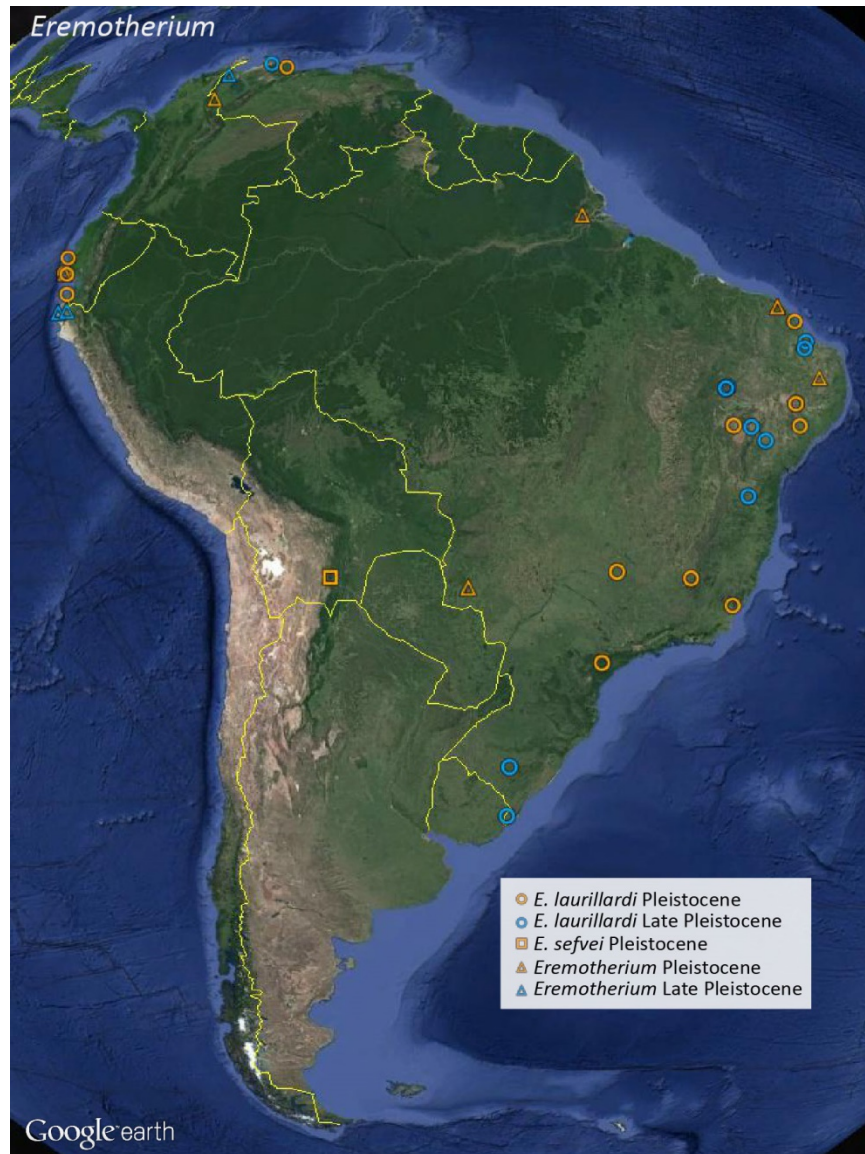 Eremotherium
E. laurillardi Pleistocene
E. laurillardi Late Pleistocene
E. sefvei Pleistocene
Eremotherium Pleistocene
Eremotherium Late Pleistocene
Google earth